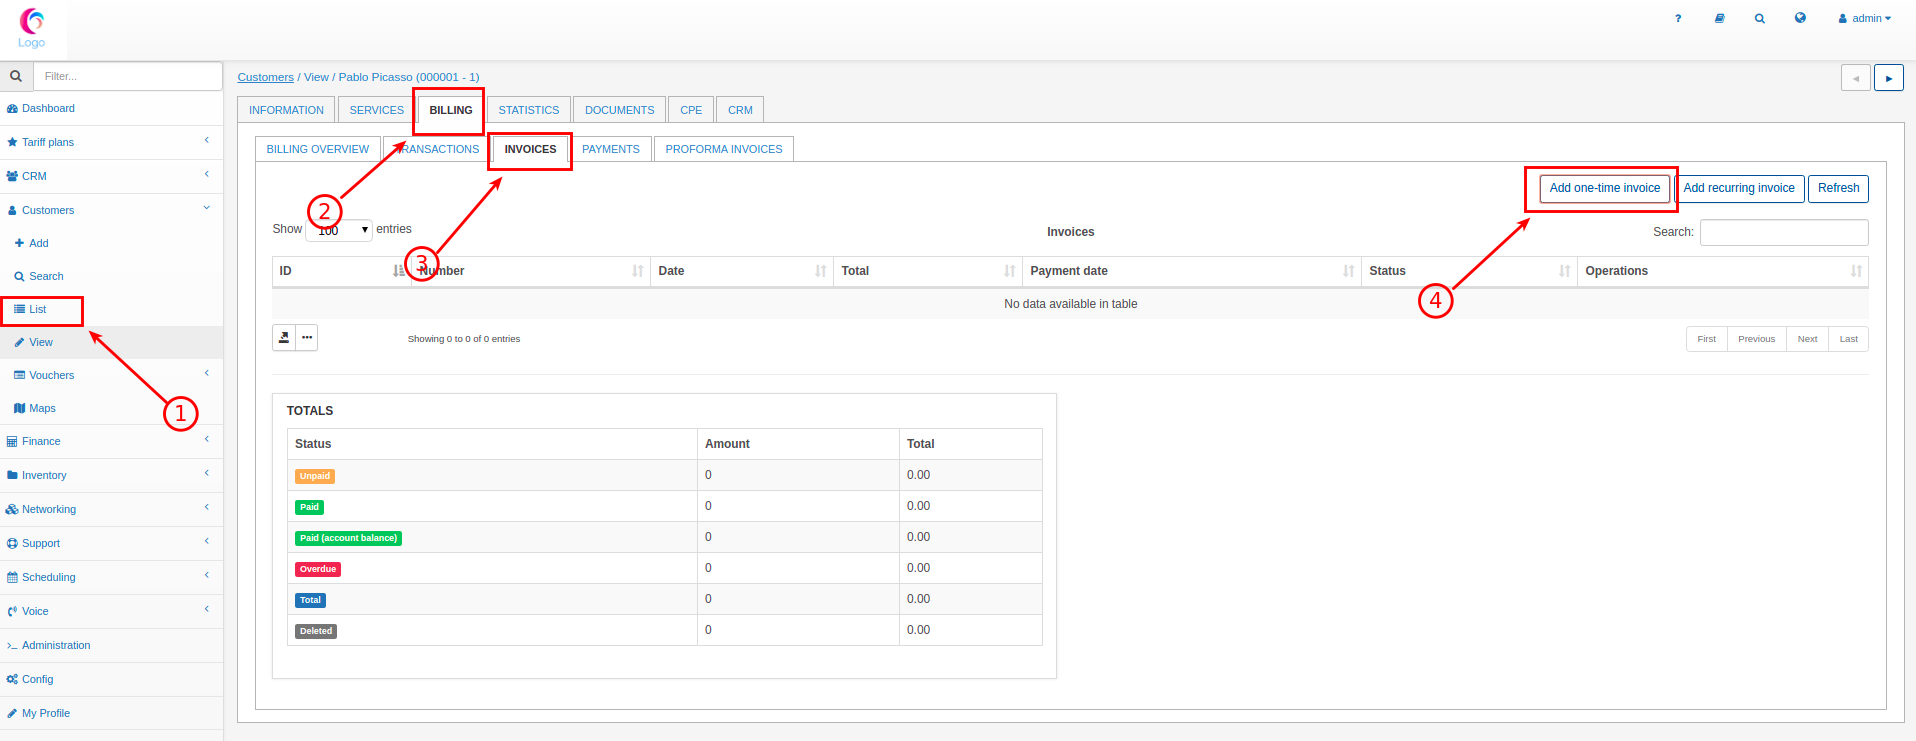 Logo
? admin
Filter...
Customers / View / Pablo Picasso (000001 - 1)
Dashboard
Tariff plans
CRM
Customers
Add
Search
List
View
Vouchers
Maps
Finance
Inventory
Networking
Support
Scheduling
Voice
Administration
Config
My Profile
INFORMATION SERVICES BILLING STATISTICS DOCUMENTS CPE CRM
BILLING OVERVIEW TRANSACTIONS INVOICES PAYMENTS PROFORMA INVOICES
Add one-time invoice Add recurring invoice Refresh
Show 100 entries
Invoices
Search:
ID Number Date Total Payment date Status Operations
No data available in table
Showing 0 to 0 of 0 entries
First Previous Next Last
1
2
3
4
TOTALS
Status Amount Total
Unpaid 0 0.00
Paid 0 0.00
Paid (account balance) 0 0.00
Overdue 0 0.00
Total 0 0.00
Deleted 0 0.00